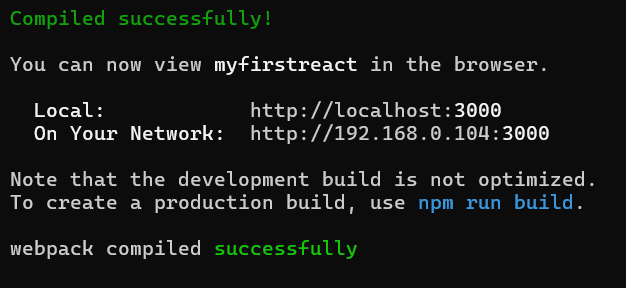 Compiled successfully!
You can now view myfirstreact in the browser.
Local: http://localhost:3000
On Your Network: http://192.168.0.104:3000
Note that the development build is not optimized.
To create a production build, use npm run build.
webpack compiled successfully